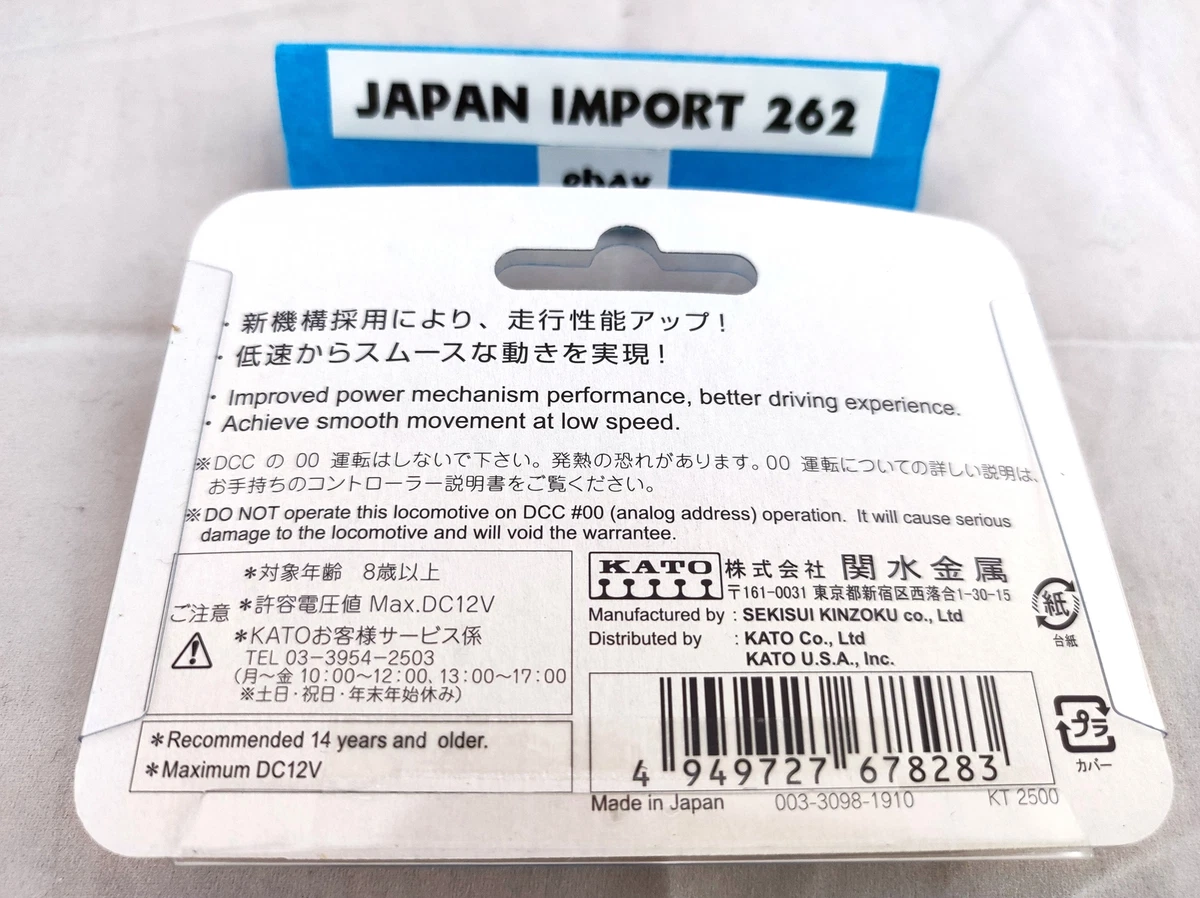 JAPAN IMPORT 262
ebay
・新機構採用により、走行性能アップ！
・低速からスムースな動きを実現！
・Improved power mechanism performance, better driving experience.
・Achieve smooth movement at low speed.
※DCC の 00 運転はしないで下さい。発熱の恐れがあります。00 運転についての詳しい説明は、
お手持ちのコントローラー説明書をご覧ください。
※DO NOT operate this locomotive on DCC #00 (analog address) operation. It will cause serious
damage to the locomotive and will void the warrantee.
ご注意
＊対象年齢 8歳以上
＊許容電圧値 Max.DC12V
＊KATOお客様サービス係
TEL 03−3954−2503
（月〜金 10：00〜12：00、13：00〜17：00
※土日・祝日・年末年始休み）
＊Recommended 14 years and older.
＊Maximum DC12V
KATO 株式会社 関水金属
〒161-0031 東京都新宿区西落合1-30-15
Manufactured by : SEKISUI KINZOKU co., Ltd
Distributed by : KATO Co., Ltd
KATO U.S.A., Inc.
紙
台紙
プラ
カバー
4 949727 678283
Made in Japan 003-3098-1910 KT 2500